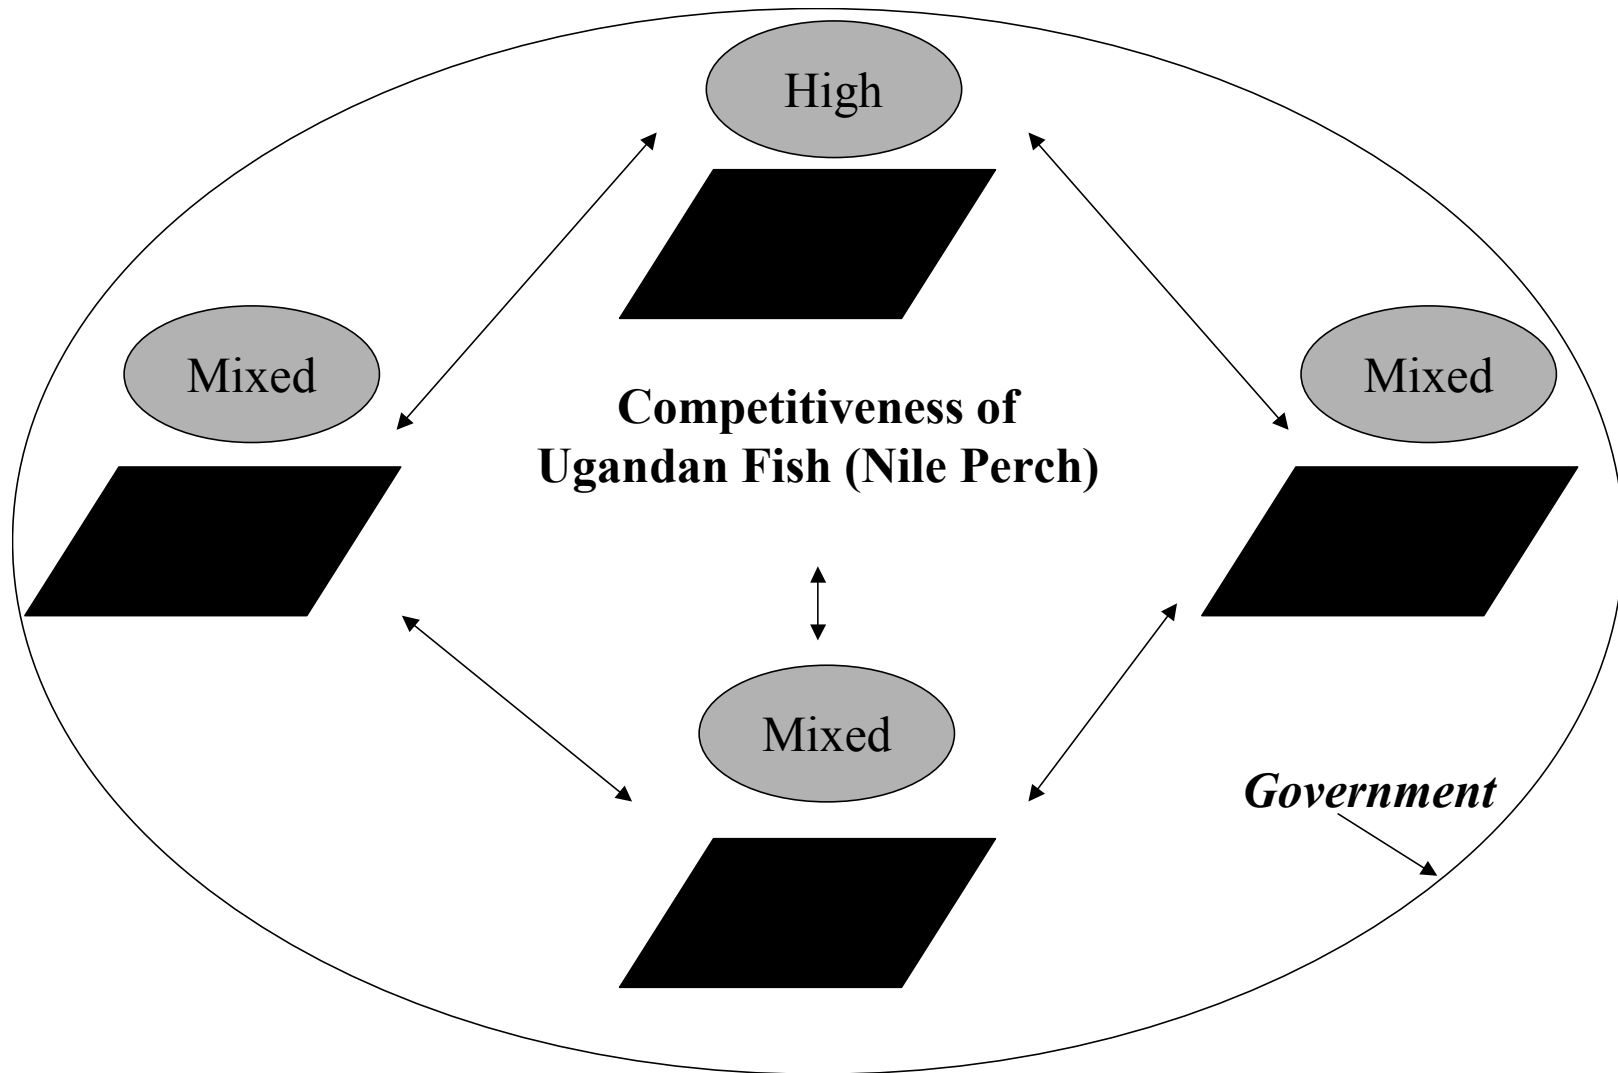 High
Mixed
Mixed
Competitiveness of
Ugandan Fish (Nile Perch)
Mixed
Government